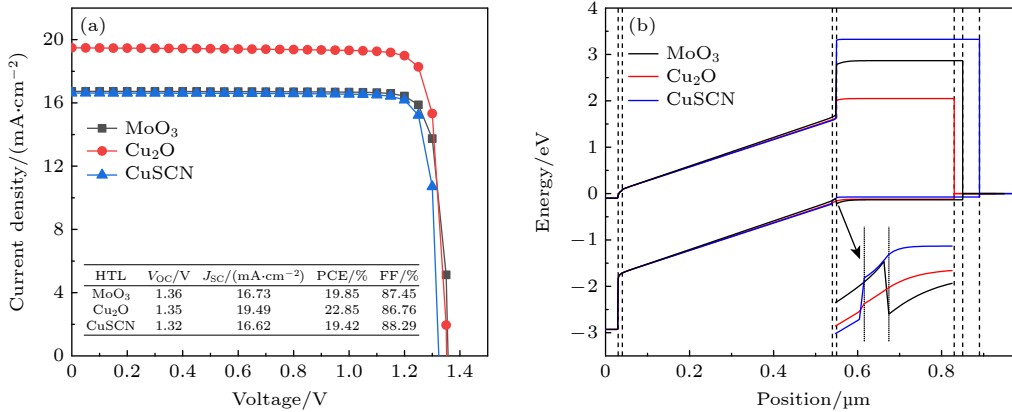 (a)
20
16
12
8
4
0
Current density/(mA·cm−2)
MoO3
Cu2O
CuSCN
HTL VOC/V JSC/(mA·cm−2) PCE/% FF/%
MoO3 1.36 16.73 19.85 87.45
Cu2O 1.35 19.49 22.85 86.76
CuSCN 1.32 16.62 19.42 88.29
0 0.2 0.4 0.6 0.8 1.0 1.2 1.4
Voltage/V
(b)
4
3
2
1
0
−1
−2
−3
Energy/eV
MoO3
Cu2O
CuSCN
0 0.2 0.4 0.6 0.8
Position/µm